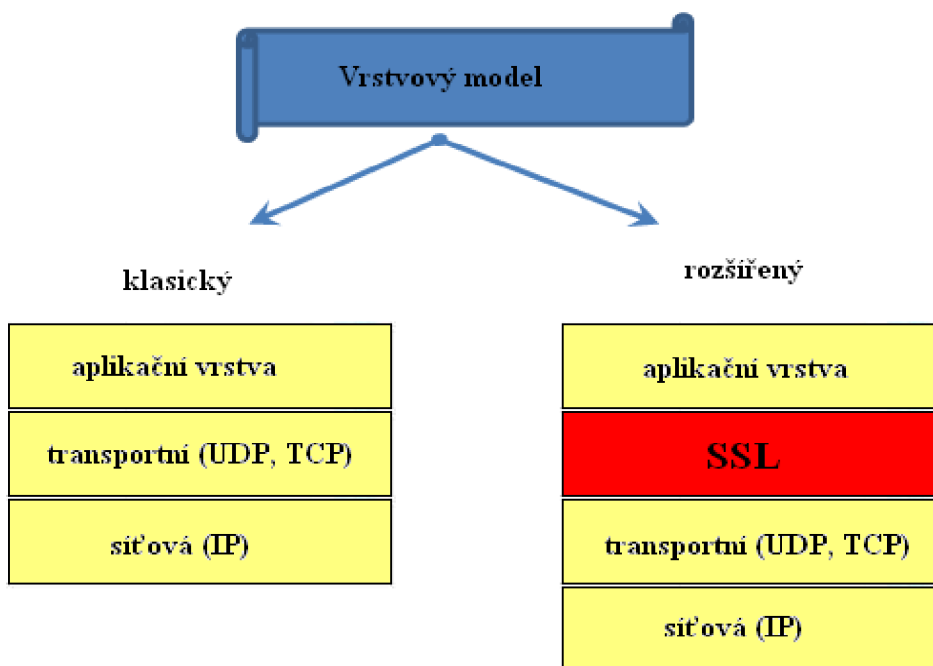 Vrstvový model
klasický
aplikační vrstva
transportní (UDP, TCP)
síťová (IP)
rozšířený
aplikační vrstva
SSL
transportní (UDP, TCP)
síťová (IP)